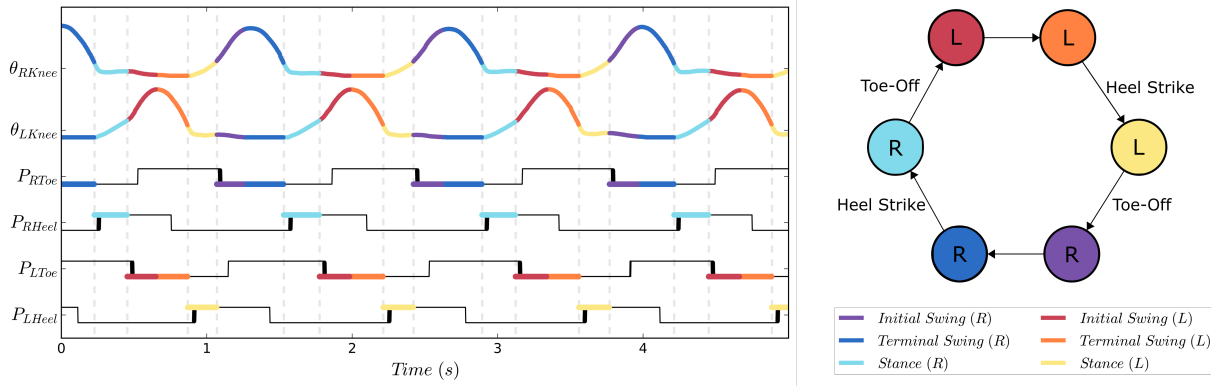 θ_RKnee
θ_LKnee
P_RToe
P_RHeel
P_LToe
P_LHeel
0 1 2 3 4
Time (s)
L L
Toe-Off Heel Strike
R L
Heel Strike Toe-Off
R R
Initial Swing (R) Initial Swing (L)
Terminal Swing (R) Terminal Swing (L)
Stance (R) Stance (L)